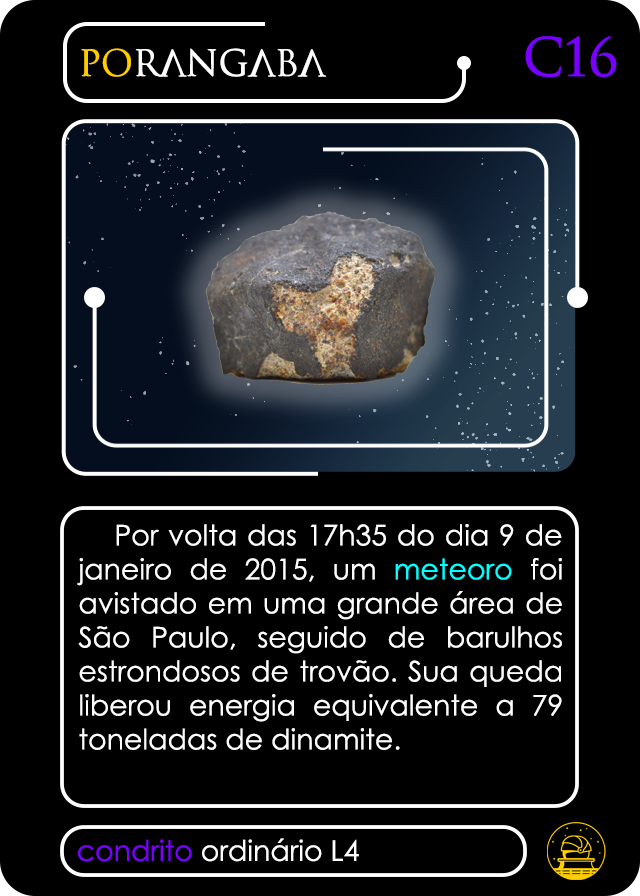 PORANGABA
C16
Por volta das 17h35 do dia 9 de
janeiro de 2015, um meteoro foi
avistado em uma grande área de
São Paulo, seguido de barulhos
estrondosos de trovão. Sua queda
liberou energia equivalente a 79
toneladas de dinamite.
condrito ordinário L4